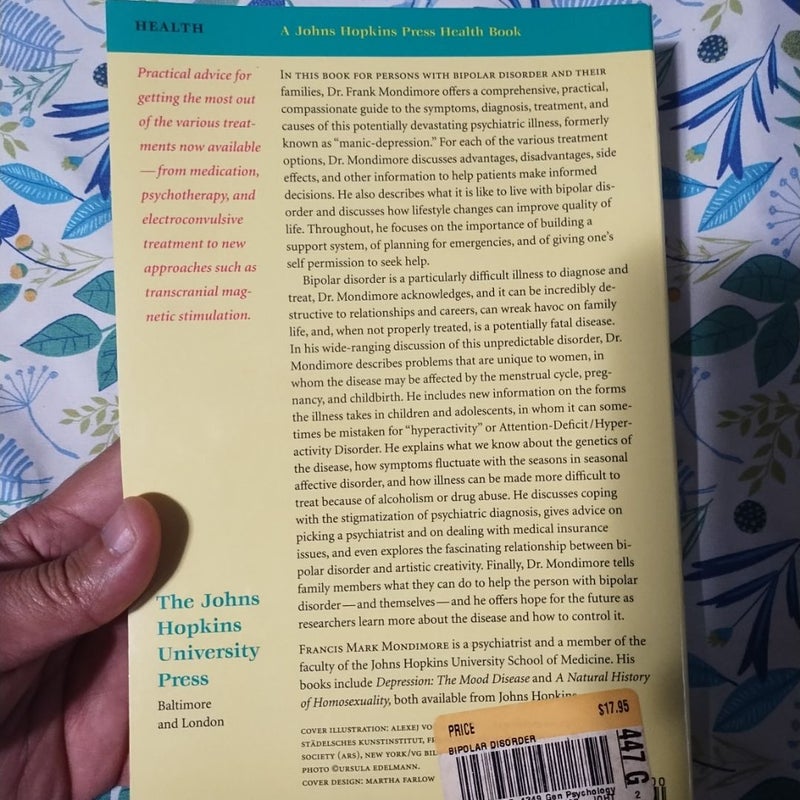 HEALTH
A Johns Hopkins Press Health Book
Practical advice for
getting the most out
of the various treat-
ments now available
—from medication,
psychotherapy, and
electroconvulsive
treatment to new
approaches such as
transcranial mag-
netic stimulation.
IN THIS BOOK FOR PERSONS WITH BIPOLAR DISORDER AND THEIR
families, Dr. Frank Mondimore offers a comprehensive, practical,
compassionate guide to the symptoms, diagnosis, treatment, and
causes of this potentially devastating psychiatric illness, formerly
known as “manic-depression.” For each of the various treatment
options, Dr. Mondimore discusses advantages, disadvantages, side
effects, and other information to help patients make informed
decisions. He also describes what it is like to live with bipolar dis-
order and discusses how lifestyle changes can improve quality of
life. Throughout, he focuses on the importance of building a
support system, of planning for emergencies, and of giving one’s
self permission to seek help.
Bipolar disorder is a particularly difficult illness to diagnose and
treat, Dr. Mondimore acknowledges, and it can be incredibly de-
structive to relationships and careers, can wreak havoc on family
life, and, when not properly treated, is a potentially fatal disease.
In his wide-ranging discussion of this unpredictable disorder, Dr.
Mondimore describes problems that are unique to women, in
whom the disease may be affected by the menstrual cycle, preg-
nancy, and childbirth. He includes new information on the forms
the illness takes in children and adolescents, in whom it can some-
times be mistaken for “hyperactivity” or Attention-Deficit/Hyper-
activity Disorder. He explains what we know about the genetics of
the disease, how symptoms fluctuate with the seasons in seasonal
affective disorder, and how illness can be made more difficult to
treat because of alcoholism or drug abuse. He discusses coping
with the stigmatization of psychiatric diagnosis, gives advice on
picking a psychiatrist and on dealing with medical insurance
issues, and even explores the fascinating relationship between bi-
polar disorder and artistic creativity. Finally, Dr. Mondimore tells
family members what they can do to help the person with bipolar
disorder—and themselves—and he offers hope for the future as
researchers learn more about the disease and how to control it.
FRANCIS MARK MONDIMORE is a psychiatrist and a member of the
faculty of the Johns Hopkins University School of Medicine. His
books include Depression: The Mood Disease and A Natural History
of Homosexuality, both available from Johns Hopkins
The Johns
Hopkins
University
Press
Baltimore
and London
COVER ILLUSTRATION: ALEXEJ VO
STÄDELSCHES KUNSTINSTITUT, FR
SOCIETY (ARS), NEW YORK/VG BIL
PHOTO ©URSULA EDELMANN.
COVER DESIGN: MARTHA FARLOW
PRICE $17.95
BIPOLAR DISORDER
447 G
Gen Psychology